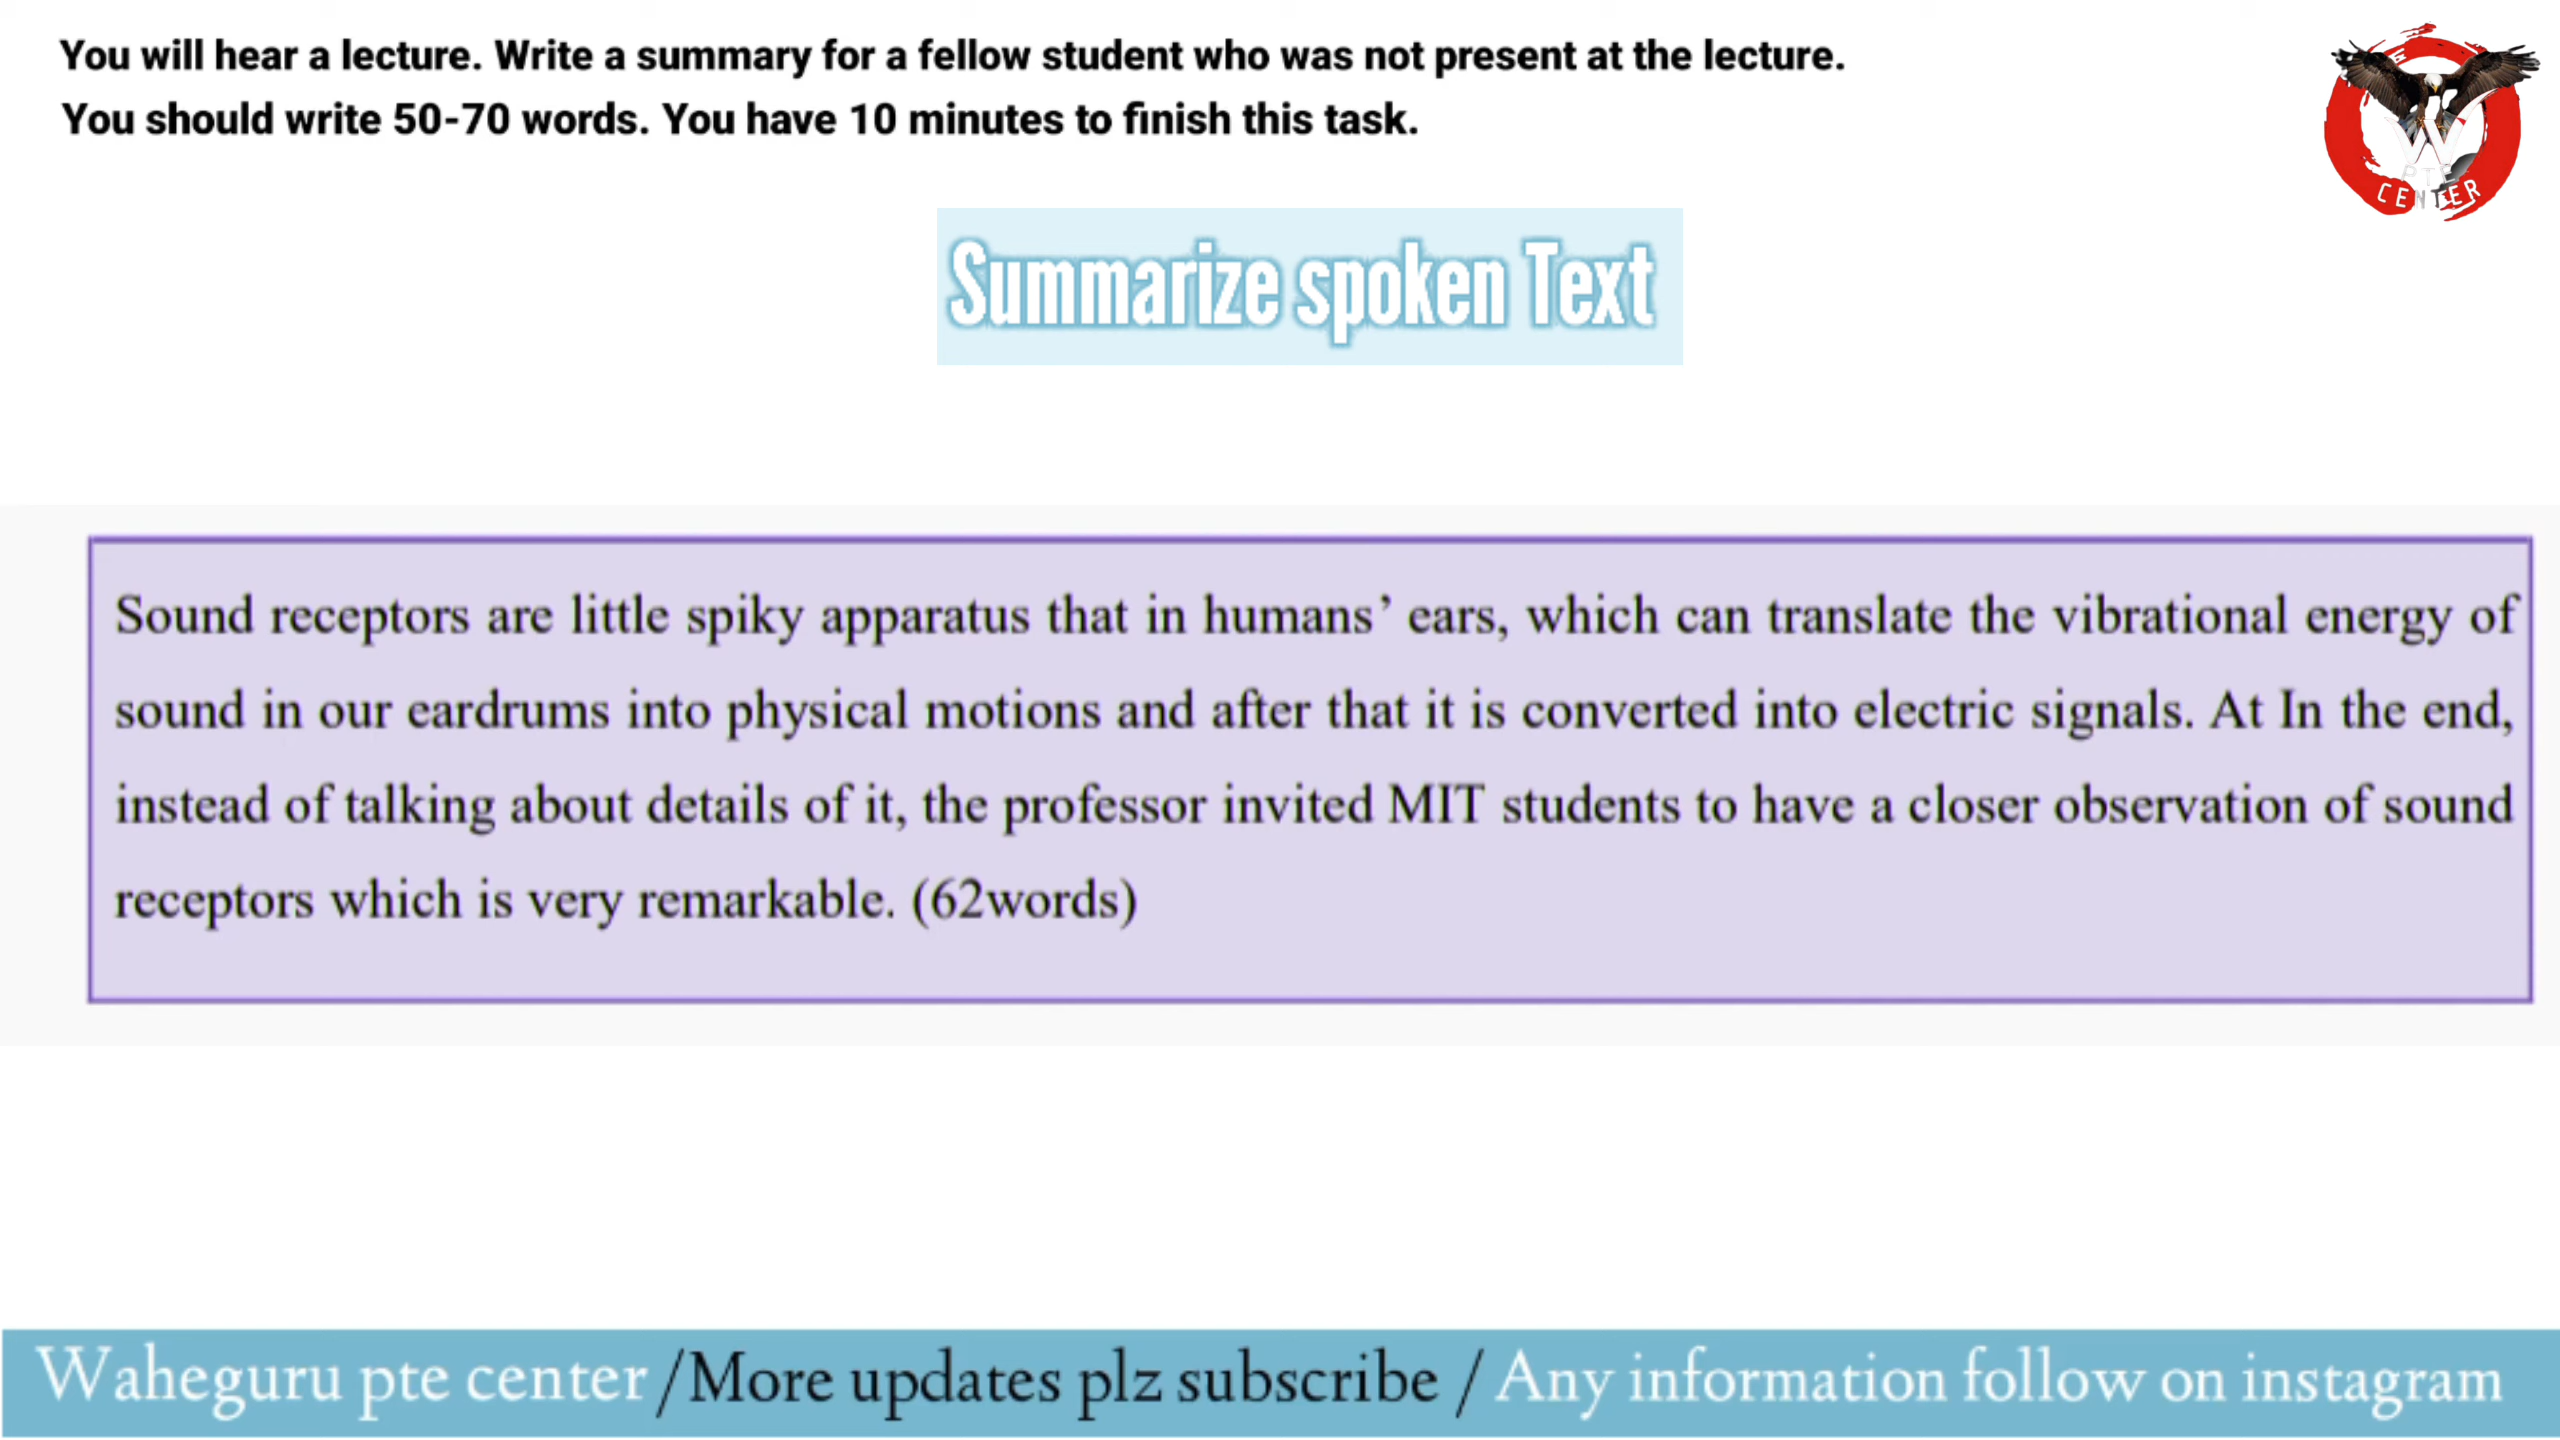 You will hear a lecture. Write a summary for a fellow student who was not present at the lecture.
You should write 50-70 words. You have 10 minutes to finish this task.
W
PTE
CENTER
Summarize spoken Text
Sound receptors are little spiky apparatus that in humans’ ears, which can translate the vibrational energy of
sound in our eardrums into physical motions and after that it is converted into electric signals. At In the end,
instead of talking about details of it, the professor invited MIT students to have a closer observation of sound
receptors which is very remarkable. (62words)
Waheguru pte center /More updates plz subscribe / Any information follow on instagram